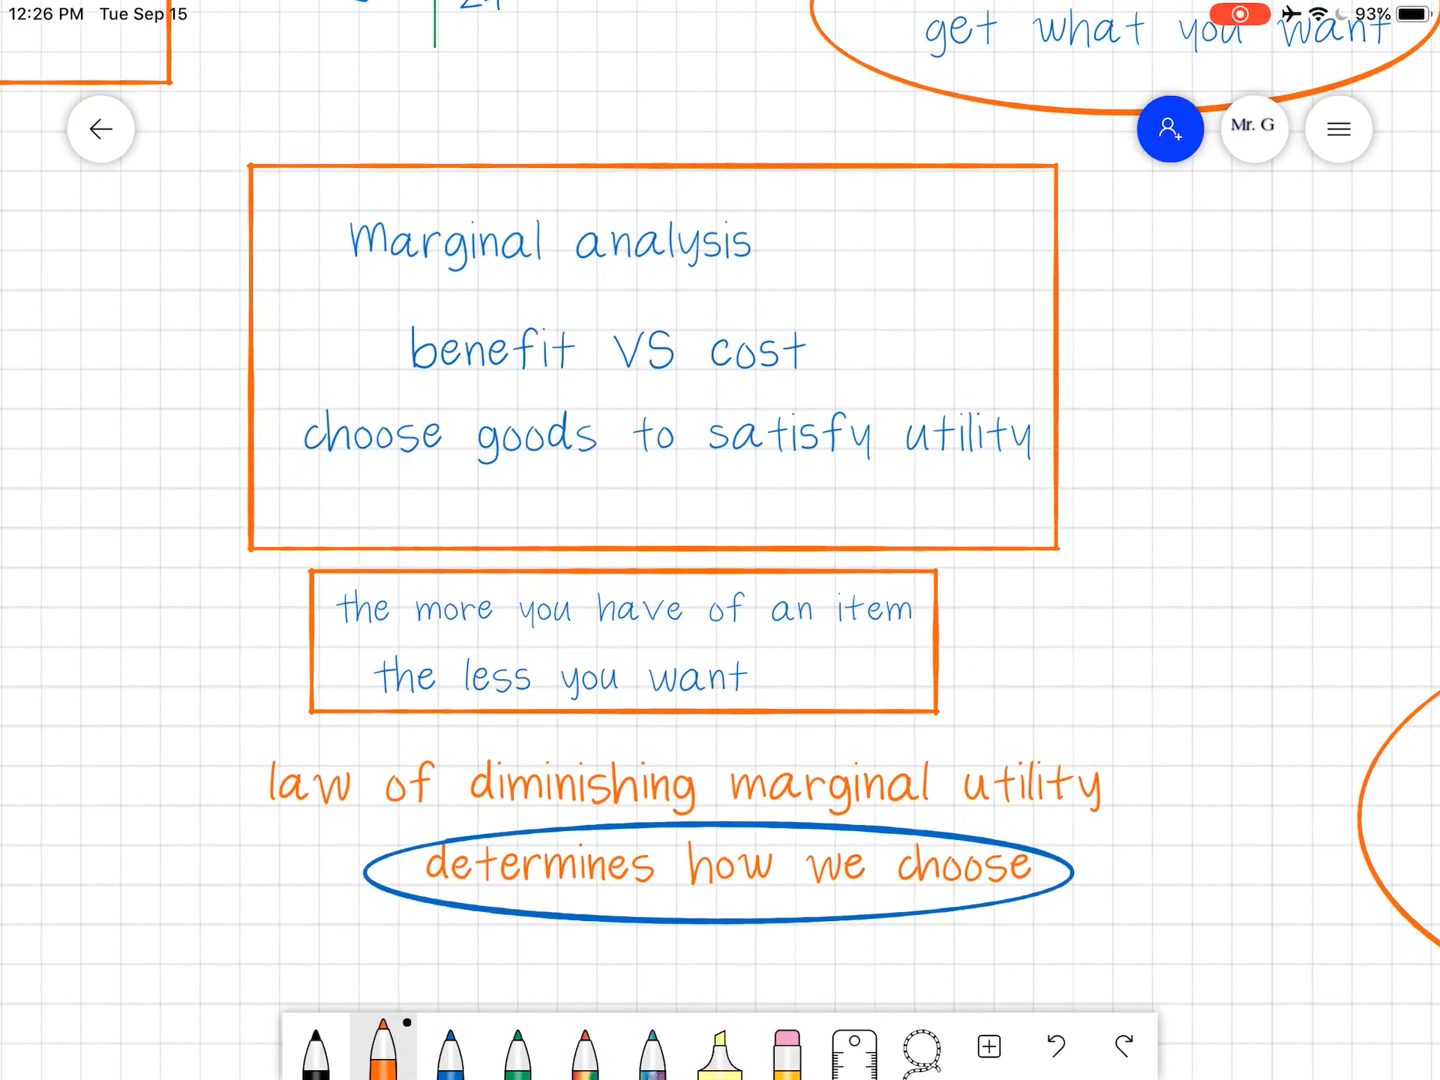 12:26 PM Tue Sep 15
93%
get what you want
Mr. G
Marginal analysis
benefit VS cost
choose goods to satisfy utility
the more you have of an item
the less you want
law of diminishing marginal utility
determines how we choose